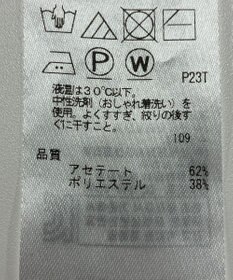 P W
P23T
液温は30℃以下。
中性洗剤(おしゃれ着洗い)を
使用。よくすすぎ、絞りの後す
ぐに干すこと。
109
品質
アセテート 62%
ポリエステル 38%